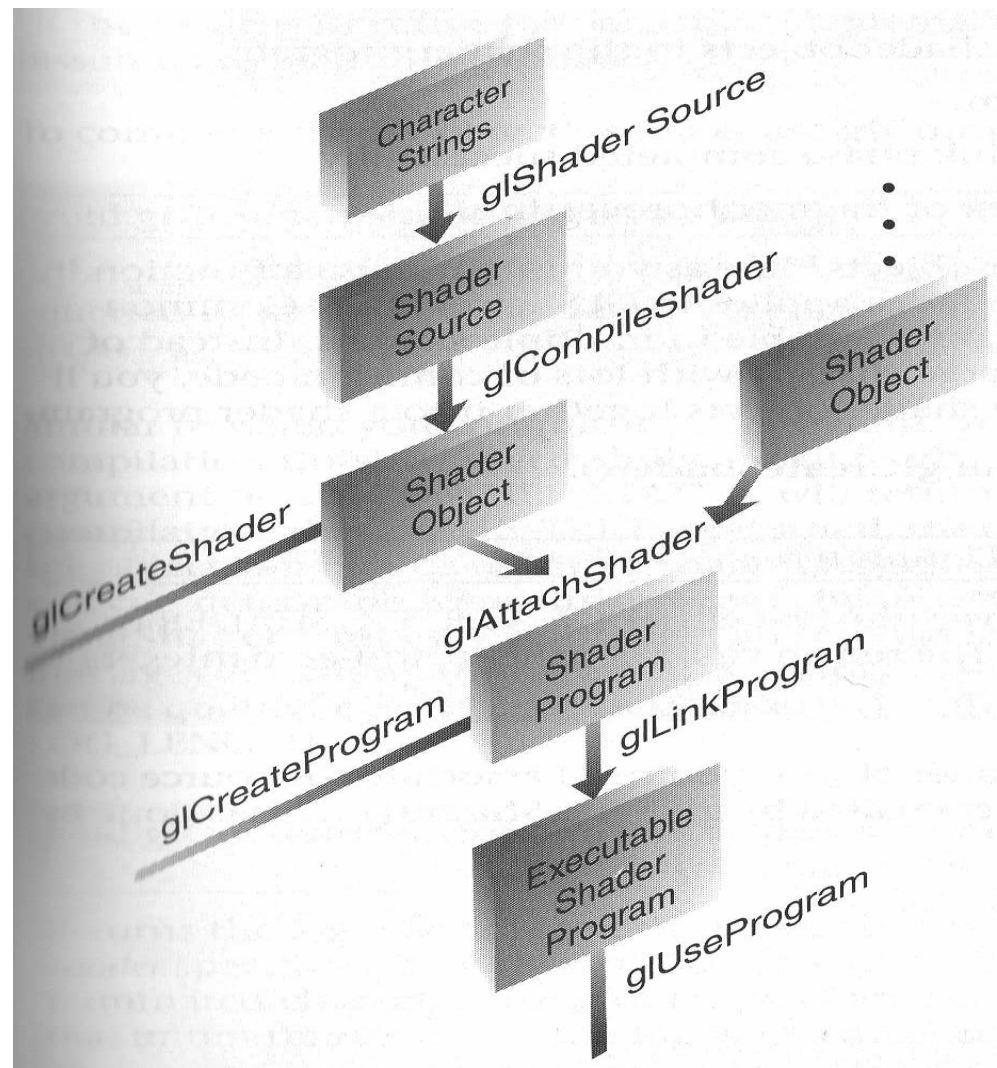 Character
Strings
glShader Source
Shader
Source
glCompileShader
Shader
Object
Shader
Object
glCreateShader
glAttachShader
Shader
Program
glCreateProgram
glLinkProgram
Executable
Shader
Program
glUseProgram